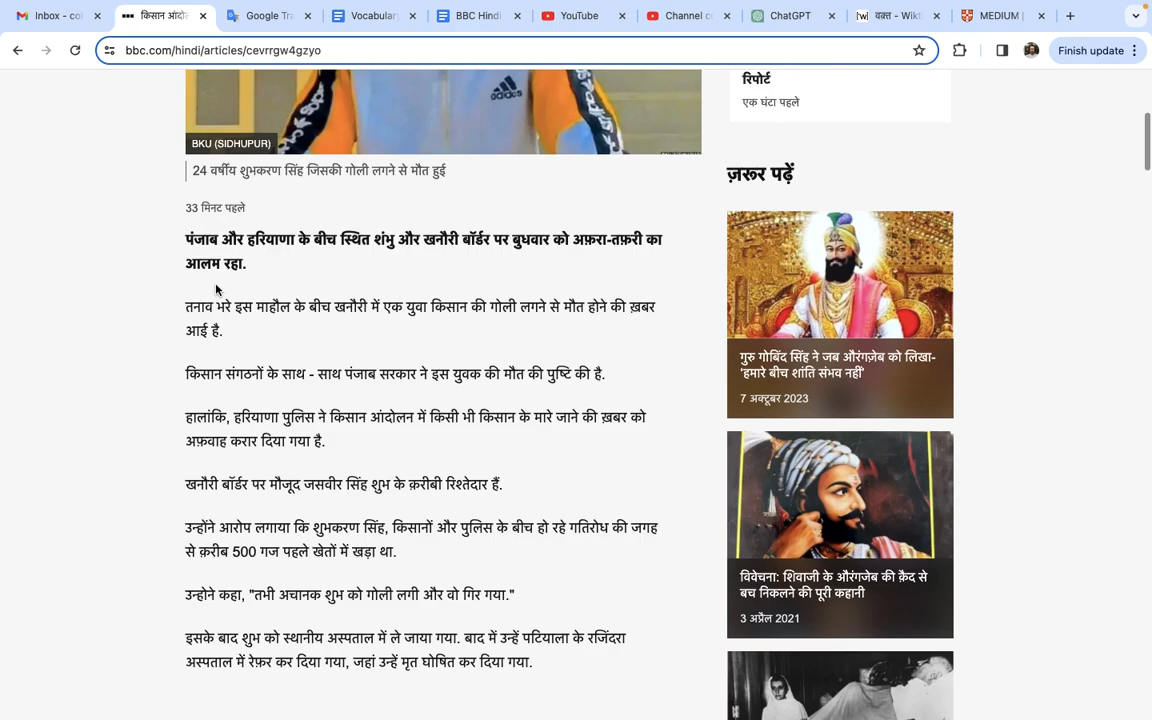 Inbox - co
किसान आंदो
Google Tra
Vocabular
BBC Hindi
YouTube
Channel c
ChatGPT
वक़्त - Wikt
MEDIUM |
bbc.com/hindi/articles/cevrrgw4gzyo
Finish update
adidas
BKU (SIDHUPUR)
24 वर्षीय शुभकरण सिंह जिसकी गोली लगने से मौत हुई
33 मिनट पहले
पंजाब और हरियाणा के बीच स्थित शंभु और खनौरी बॉर्डर पर बुधवार को अफ़रा-तफ़री का
आलम रहा.
तनाव भरे इस माहौल के बीच खनौरी में एक युवा किसान की गोली लगने से मौत होने की ख़बर
आई है.
किसान संगठनों के साथ - साथ पंजाब सरकार ने इस युवक की मौत की पुष्टि की है.
हालांकि, हरियाणा पुलिस ने किसान आंदोलन में किसी भी किसान के मारे जाने की ख़बर को
अफ़वाह करार दिया गया है.
खनौरी बॉर्डर पर मौजूद जसवीर सिंह शुभ के क़रीबी रिश्तेदार हैं.
उन्होंने आरोप लगाया कि शुभकरण सिंह, किसानों और पुलिस के बीच हो रहे गतिरोध की जगह
से क़रीब 500 गज पहले खेतों में खड़ा था.
उन्होने कहा, "तभी अचानक शुभ को गोली लगी और वो गिर गया."
इसके बाद शुभ को स्थानीय अस्पताल में ले जाया गया. बाद में उन्हें पटियाला के रजिंदरा
अस्पताल में रेफ़र कर दिया गया, जहां उन्हें मृत घोषित कर दिया गया.
रिपोर्ट
एक घंटा पहले
ज़रूर पढ़ें
गुरु गोबिंद सिंह ने जब औरंगज़ेब को लिखा-
'हमारे बीच शांति संभव नहीं'
7 अक्टूबर 2023
विवेचना: शिवाजी के औरंगजेब की क़ैद से
बच निकलने की पूरी कहानी
3 अप्रैल 2021